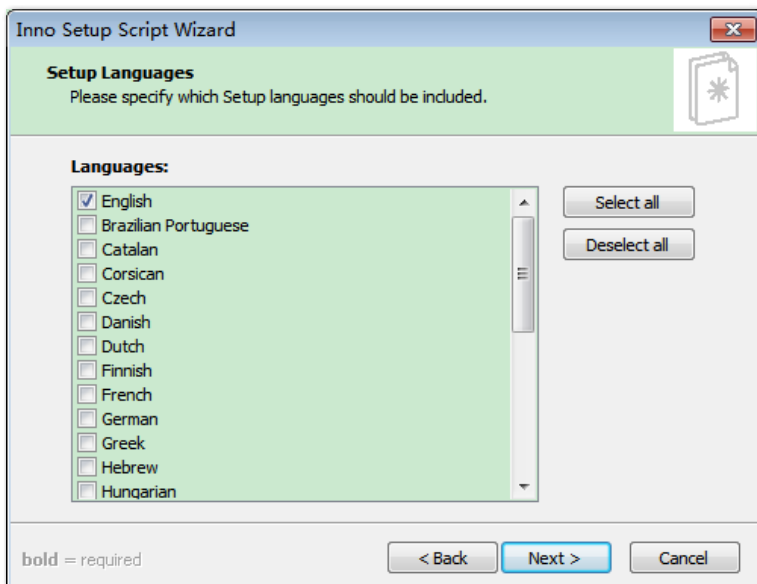 Inno Setup Script Wizard
Setup Languages
Please specify which Setup languages should be included.
Languages:
English
Brazilian Portuguese
Catalan
Corsican
Czech
Danish
Dutch
Finnish
French
German
Greek
Hebrew
Hungarian
Select all
Deselect all
bold = required
< Back
Next >
Cancel